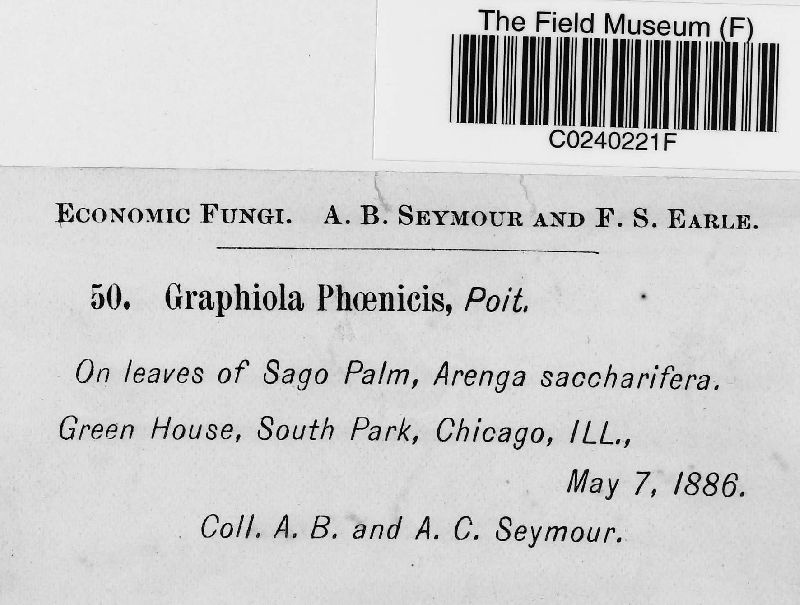 The Field Museum (F)
C0240221F
Economic Fungi. A. B. Seymour and F. S. Earle.
50. Graphiola Phœnicis, Poit.
On leaves of Sago Palm, Arenga saccharifera.
Green House, South Park, Chicago, ILL.,
May 7, 1886.
Coll. A. B. and A. C. Seymour.